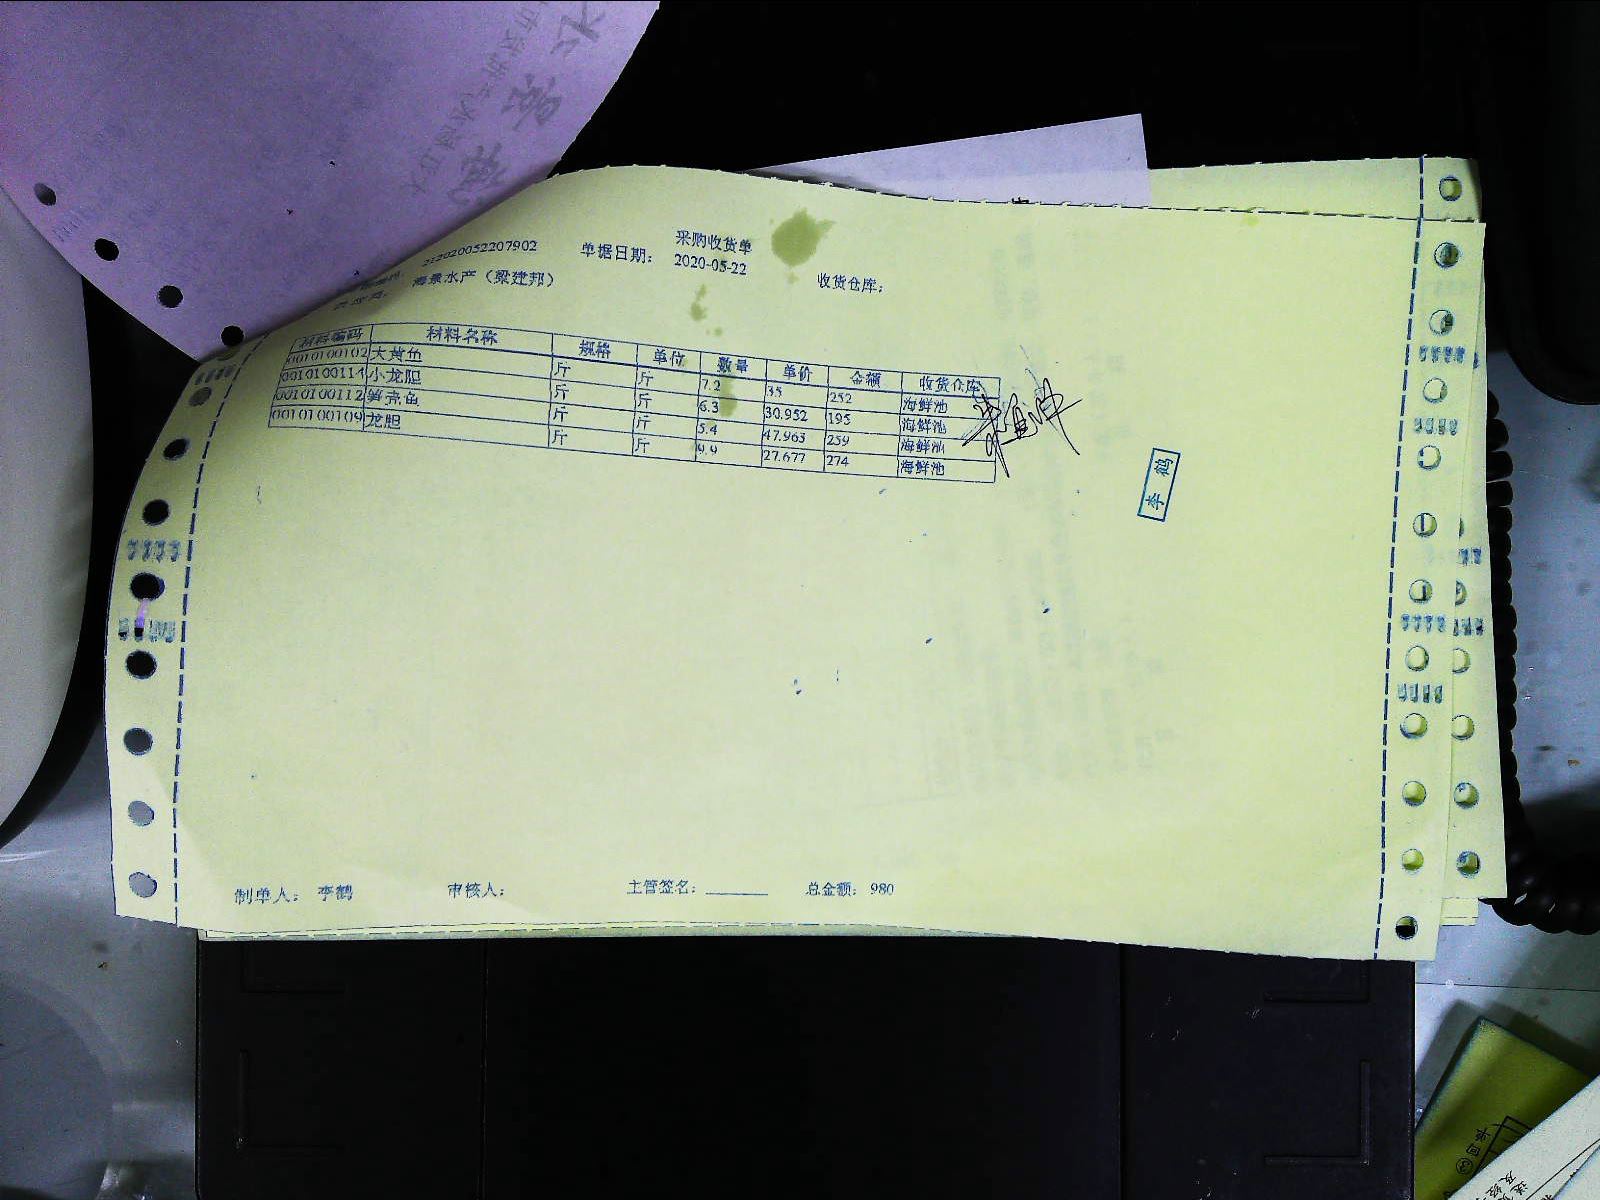 采购收货单
2020052207902 单据日期: 2020-05-22
海景水产（梁建邦） 收货仓库:
材料编码 材料名称 规格 单位 数量 单价 金额 收货仓库
0010100102 大黄鱼 斤 斤 7.2 35 252 海鲜池
0010100114 小龙胆 斤 斤 6.3 30.952 195 海鲜池
0010100112 笋壳鱼 斤 斤 5.4 47.963 259 海鲜池
0010100109 龙胆 斤 斤 9.9 27.677 274 海鲜池
李鹤
制单人: 李鹤 审核人: 主管签名: 总金额: 980